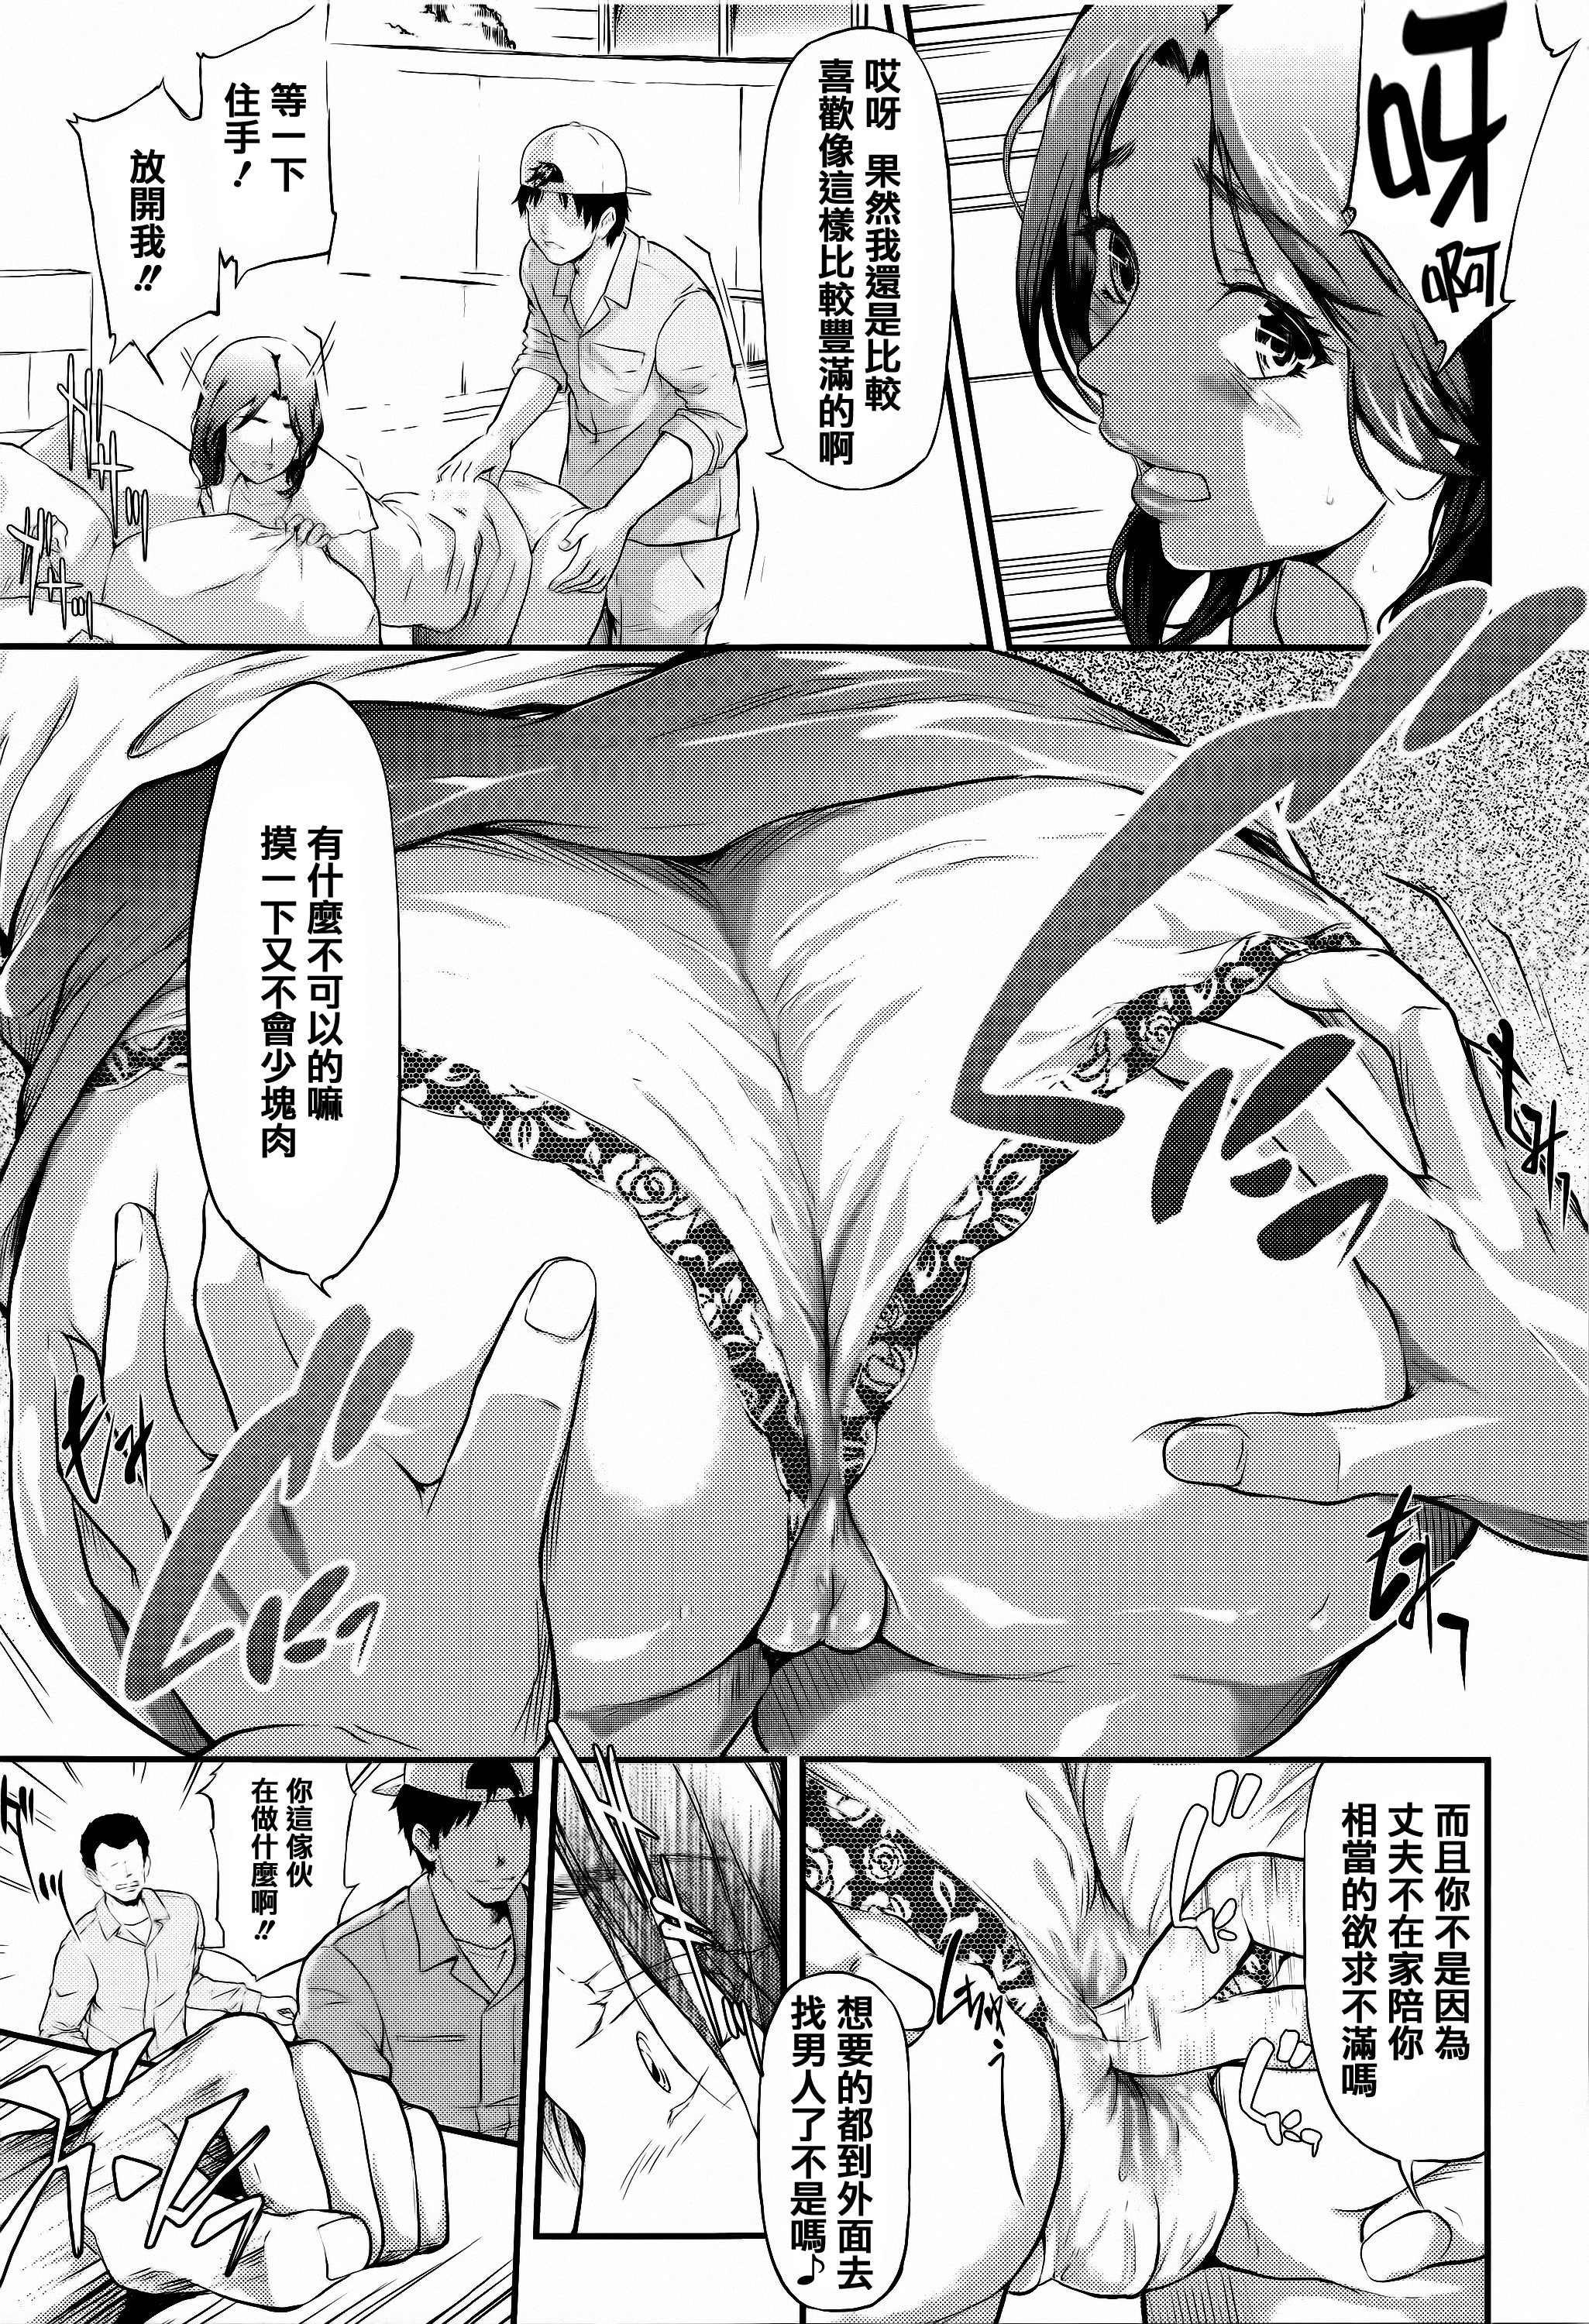 呀
啊
哎呀 果然我還是比較
喜歡像這樣比較豐滿的啊
等一下
住手！
放開我！！
有什麼不可以的嘛
摸一下又不會少塊肉
而且你不是因為
丈夫不在家陪你
相當的欲求不滿嗎
想要的都到外面去
找男人了不是嗎♪
你這傢伙
在做什麼啊！！